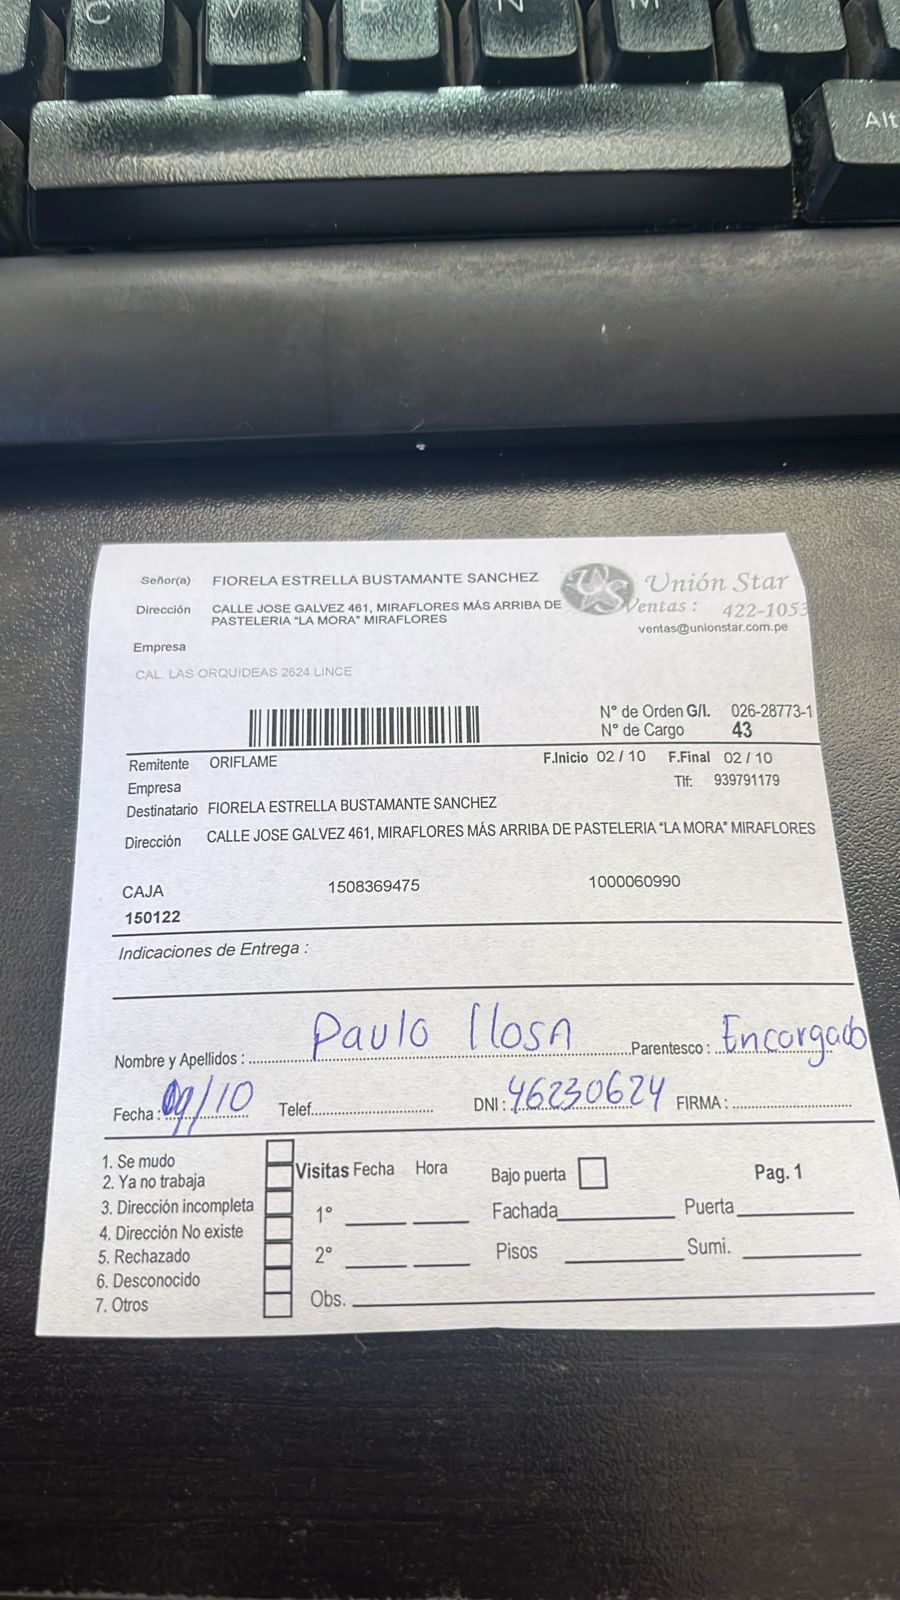 C V B N M
Alt
Señor(a) FIORELA ESTRELLA BUSTAMANTE SANCHEZ
US Unión Star
Dirección CALLE JOSE GALVEZ 461, MIRAFLORES MÁS ARRIBA DE
PASTELERIA "LA MORA" MIRAFLORES
Ventas : 422-1053
ventas@unionstar.com.pe
Empresa
CAL. LAS ORQUIDEAS 2624 LINCE
N° de Orden G/I. 026-28773-1
N° de Cargo 43
Remitente ORIFLAME F.Inicio 02 / 10 F.Final 02 / 10
Empresa Tlf: 939791179
Destinatario FIORELA ESTRELLA BUSTAMANTE SANCHEZ
Dirección CALLE JOSE GALVEZ 461, MIRAFLORES MÁS ARRIBA DE PASTELERIA "LA MORA" MIRAFLORES
CAJA 1508369475 1000060990
150122
Indicaciones de Entrega :
Nombre y Apellidos : Paulo llosa Parentesco : Encargado
Fecha : 09/10 Telef. DNI : 46230624 FIRMA :
1. Se mudo
2. Ya no trabaja
3. Dirección incompleta
4. Dirección No existe
5. Rechazado
6. Desconocido
7. Otros
Visitas Fecha Hora Bajo puerta Pag. 1
1° Fachada Puerta
2° Pisos Sumi.
Obs.